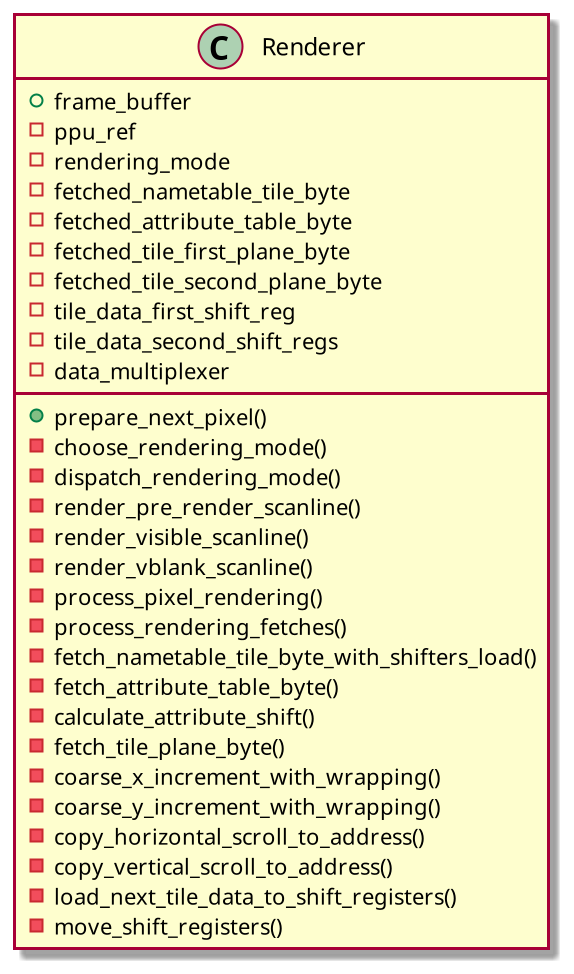 C Renderer
frame_buffer
ppu_ref
rendering_mode
fetched_nametable_tile_byte
fetched_attribute_table_byte
fetched_tile_first_plane_byte
fetched_tile_second_plane_byte
tile_data_first_shift_reg
tile_data_second_shift_regs
data_multiplexer
prepare_next_pixel()
choose_rendering_mode()
dispatch_rendering_mode()
render_pre_render_scanline()
render_visible_scanline()
render_vblank_scanline()
process_pixel_rendering()
process_rendering_fetches()
fetch_nametable_tile_byte_with_shifters_load()
fetch_attribute_table_byte()
calculate_attribute_shift()
fetch_tile_plane_byte()
coarse_x_increment_with_wrapping()
coarse_y_increment_with_wrapping()
copy_horizontal_scroll_to_address()
copy_vertical_scroll_to_address()
load_next_tile_data_to_shift_registers()
move_shift_registers()